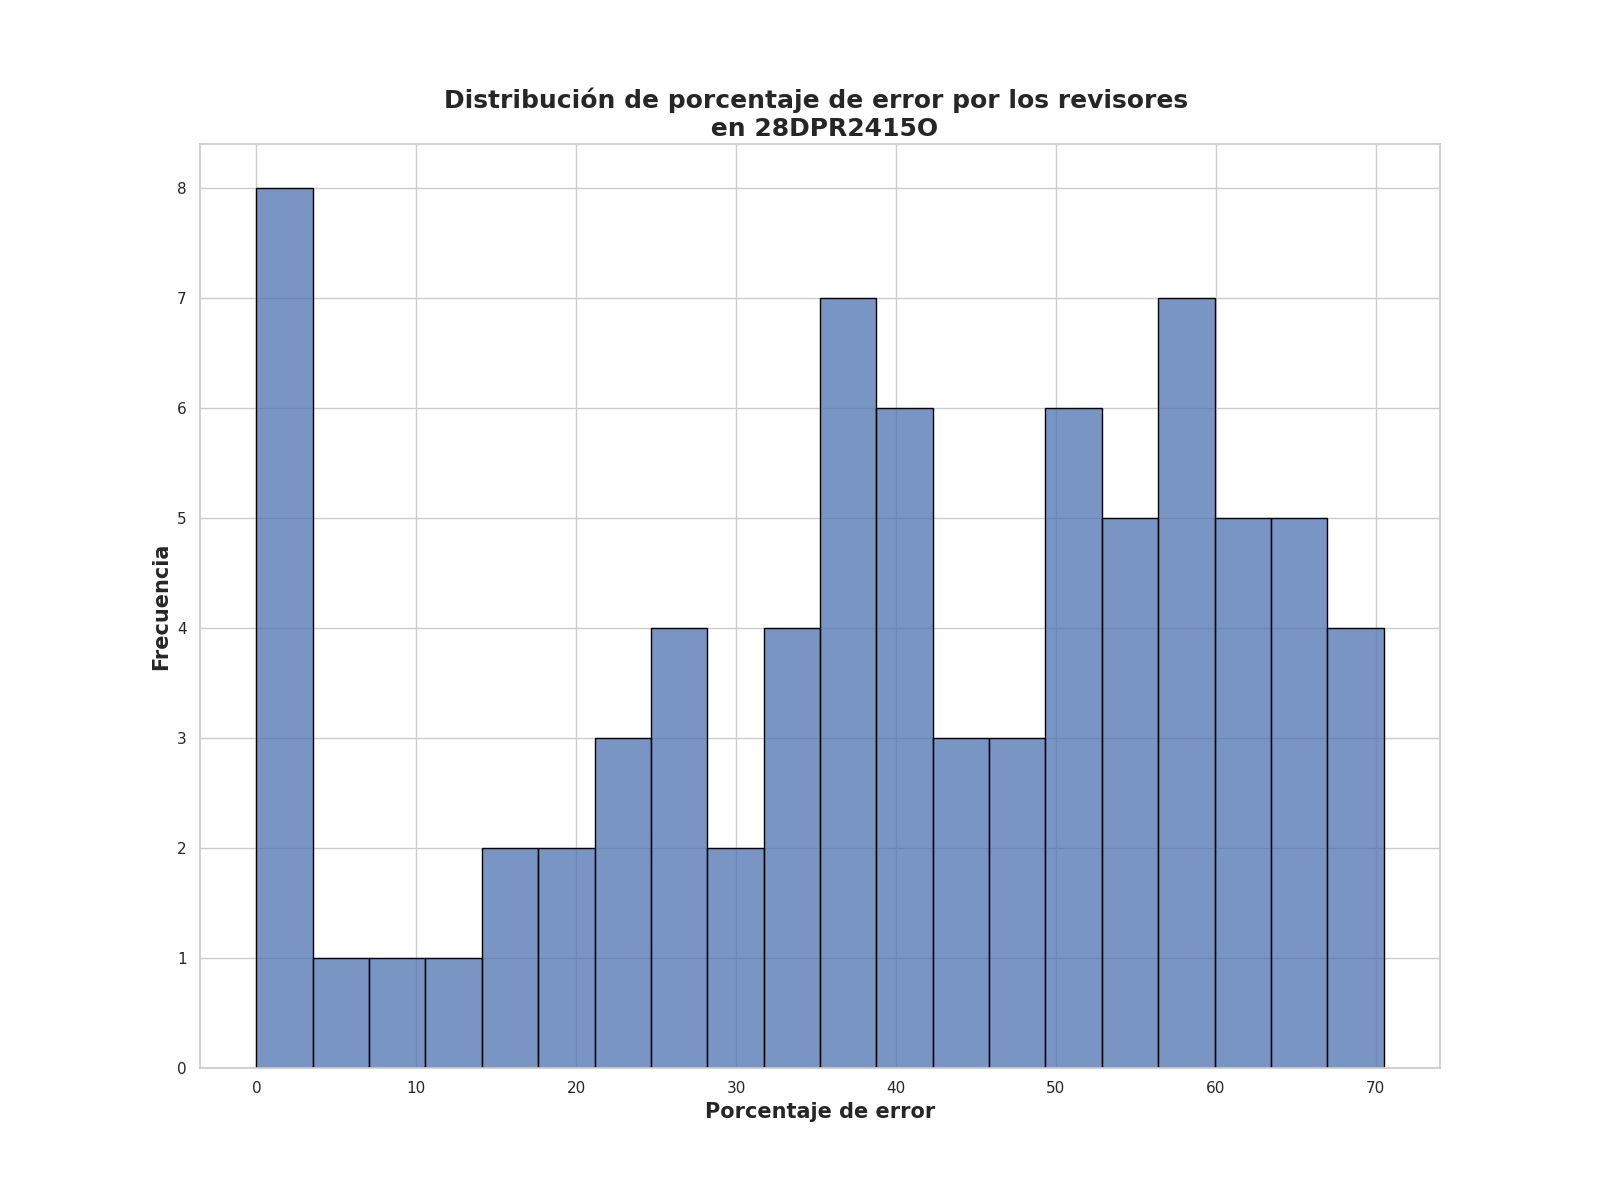 Distribución de porcentaje de error por los revisores
en 28DPR2415O
8
7
6
5
4
3
2
1
0
Frecuencia
0 10 20 30 40 50 60 70
Porcentaje de error